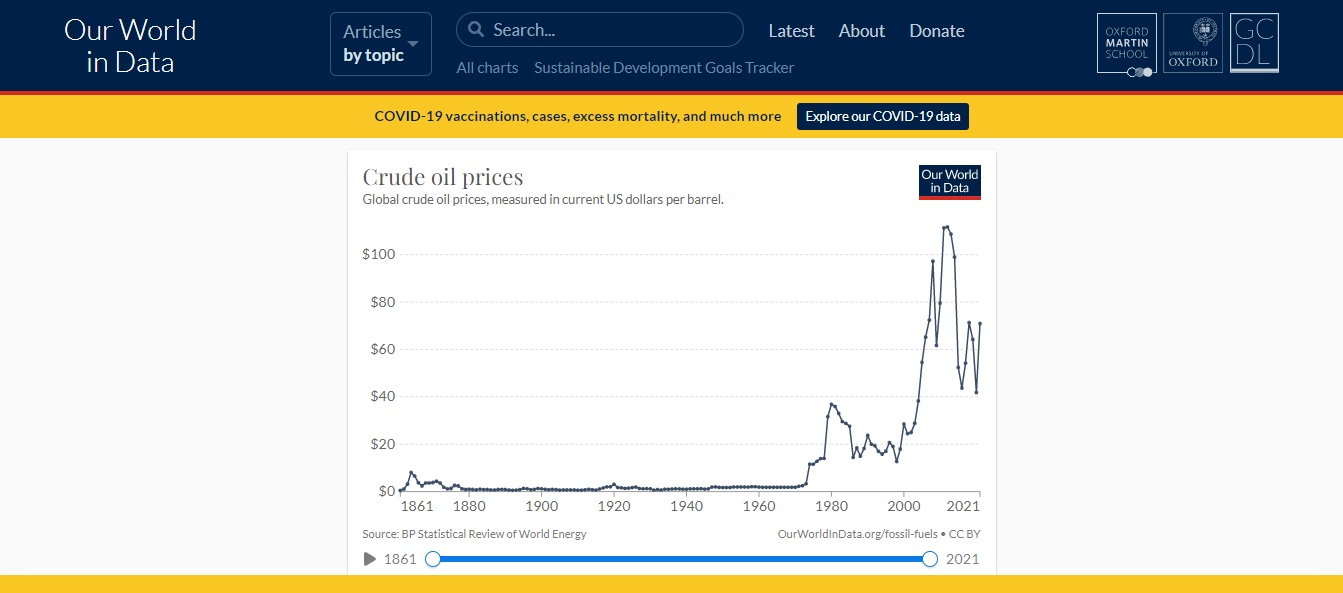 Our World
in Data
Articles
by topic
Search...
Latest
About
Donate
All charts
Sustainable Development Goals Tracker
OXFORD
MARTIN
SCHOOL
UNIVERSITY OF
OXFORD
GC
DL
COVID-19 vaccinations, cases, excess mortality, and much more
Explore our COVID-19 data
Crude oil prices
Global crude oil prices, measured in current US dollars per barrel.
Our World
in Data
$100
$80
$60
$40
$20
$0
1861 1880 1900 1920 1940 1960 1980 2000 2021
Source: BP Statistical Review of World Energy
OurWorldInData.org/fossil-fuels • CC BY
1861
2021